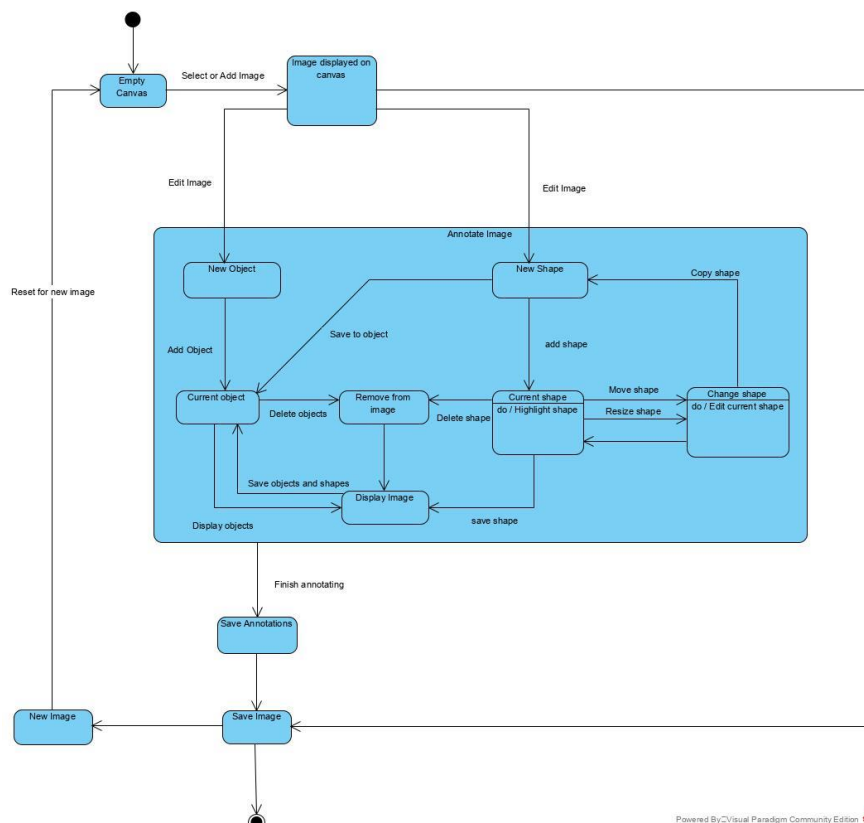 Image displayed on
canvas
Empty
Canvas
Select or Add Image
Edit Image
Edit Image
Annotate Image
New Object
New Shape
Copy shape
Reset for new image
Save to object
Add Object
add shape
Current object
Delete objects
Remove from
image
Delete shape
Current shape
do / Highlight shape
Move shape
Resize shape
Change shape
do / Edit current shape
Save objects and shapes
Display Image
Display objects
save shape
Finish annotating
Save Annotations
New Image
Save Image
Powered By Visual Paradigm Community Edition